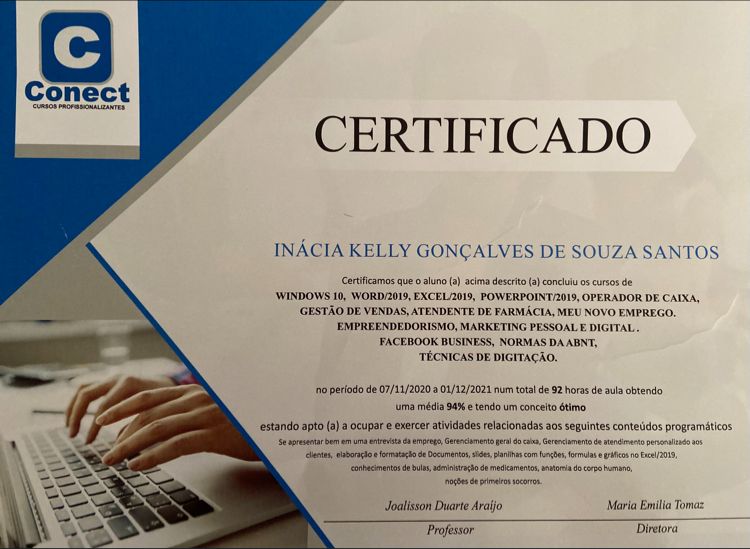 C
Conect
CURSOS PROFISSIONALIZANTES
CERTIFICADO
INÁCIA KELLY GONÇALVES DE SOUZA SANTOS
Certificamos que o aluno (a) acima descrito (a) concluiu os cursos de
WINDOWS 10, WORD/2019, EXCEL/2019, POWERPOINT/2019, OPERADOR DE CAIXA,
GESTÃO DE VENDAS, ATENDENTE DE FARMÁCIA, MEU NOVO EMPREGO.
EMPREENDEDORISMO, MARKETING PESSOAL E DIGITAL .
FACEBOOK BUSINESS, NORMAS DA ABNT,
TÉCNICAS DE DIGITAÇÃO.
no período de 07/11/2020 a 01/12/2021 num total de 92 horas de aula obtendo
uma média 94% e tendo um conceito ótimo
estando apto (a) a ocupar e exercer atividades relacionadas aos seguintes conteúdos programáticos
Se apresentar bem em uma entrevista da emprego, Gerenciamento geral do caixa, Gerenciamento de atendimento personalizado aos
clientes, elaboração e formatação de Documentos, slides, planilhas com funções, formulas e gráficos no Excel/2019,
conhecimentos de bulas, administração de medicamentos, anatomia do corpo humano,
noções de primeiros socorros.
Joalisson Duarte Araíjo
Maria Emilia Tomaz
Professor
Diretora